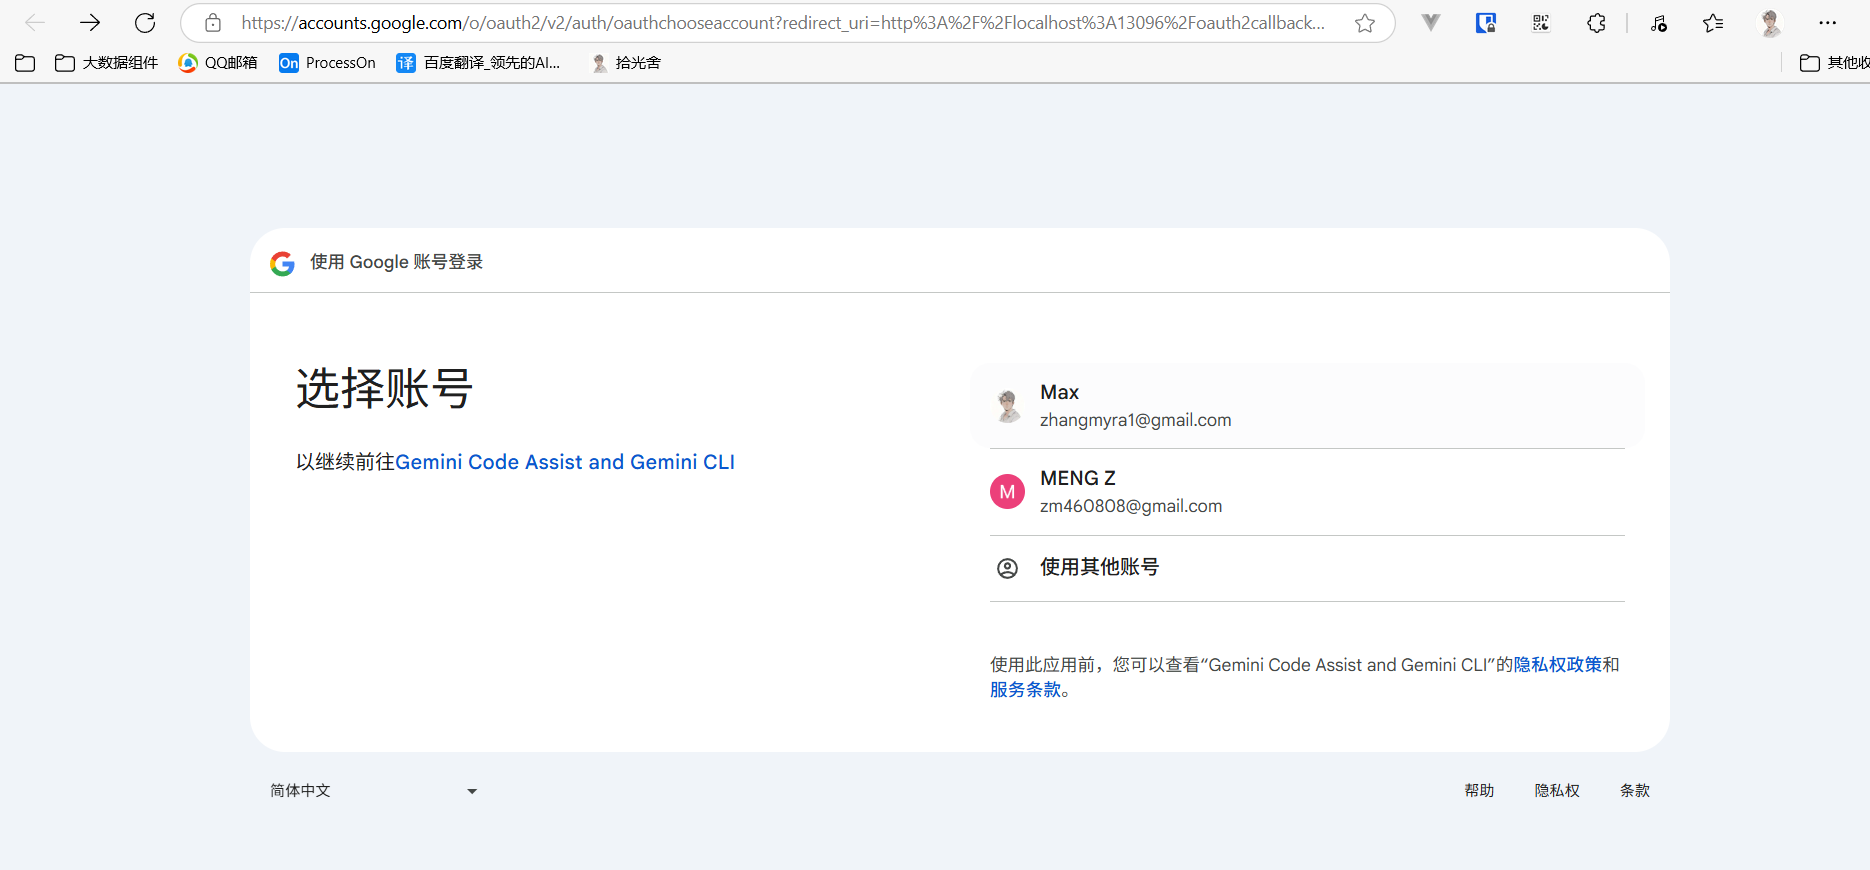 https://accounts.google.com/o/oauth2/v2/auth/oauthchooseaccount?redirect_uri=http%3A%2F%2Flocalhost%3A13096%2Foauth2callback...
大数据组件
QQ邮箱
On ProcessOn
译 百度翻译_领先的AI...
拾光舍
其他收
使用 Google 账号登录
选择账号
以继续前往Gemini Code Assist and Gemini CLI
Max
zhangmyra1@gmail.com
M
MENG Z
zm460808@gmail.com
使用其他账号
使用此应用前，您可以查看“Gemini Code Assist and Gemini CLI”的隐私权政策和
服务条款。
简体中文
帮助
隐私权
条款